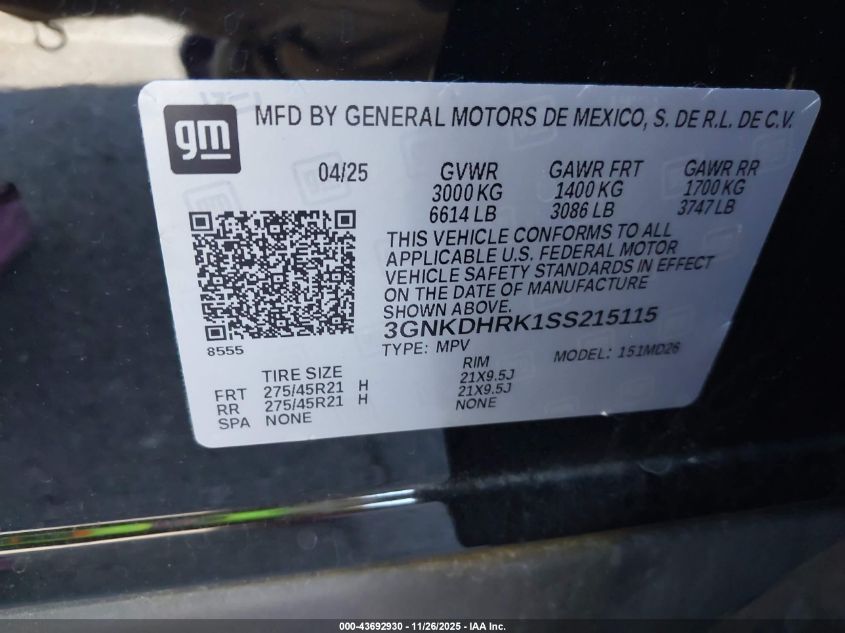 gm
MFD BY GENERAL MOTORS DE MEXICO, S. DE R.L. DE C.V.
04/25 GVWR GAWR FRT GAWR RR
3000 KG 1400 KG 1700 KG
6614 LB 3086 LB 3747 LB
THIS VEHICLE CONFORMS TO ALL
APPLICABLE U.S. FEDERAL MOTOR
VEHICLE SAFETY STANDARDS IN EFFECT
ON THE DATE OF MANUFACTURE
SHOWN ABOVE.
3GNKDHRK1SS215115
8555
TYPE: MPV MODEL: 151MD26
TIRE SIZE RIM
FRT 275/45R21 H 21X9.5J
RR 275/45R21 H 21X9.5J
SPA NONE NONE
000-43692930 - 11/26/2025 - IAA Inc.